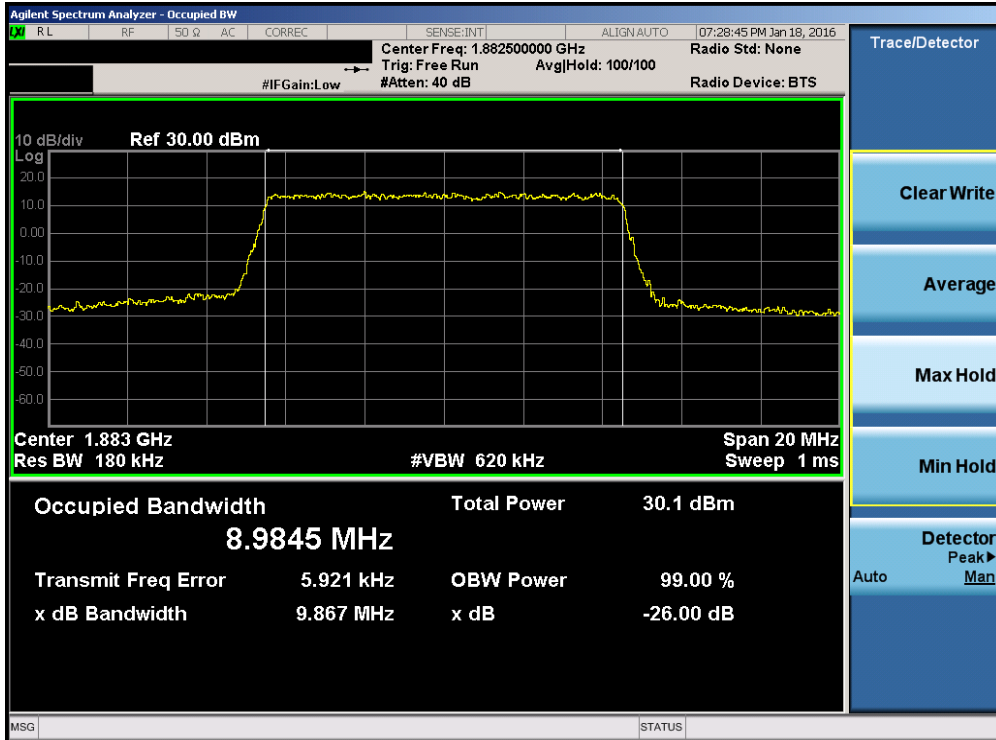 Agilent Spectrum Analyzer - Occupied BW
LXI RL RF 50 Ω AC CORREC SENSE:INT ALIGN AUTO 07:28:45 PM Jan 18, 2016
Center Freq: 1.882500000 GHz Radio Std: None
Trig: Free Run Avg|Hold: 100/100
#IFGain:Low #Atten: 40 dB Radio Device: BTS
Trace/Detector
10 dB/div Ref 30.00 dBm
Log
20.0
10.0
0.00
-10.0
-20.0
-30.0
-40.0
-50.0
-60.0
Center 1.883 GHz Span 20 MHz
Res BW 180 kHz #VBW 620 kHz Sweep 1 ms
Occupied Bandwidth Total Power 30.1 dBm
8.9845 MHz
Transmit Freq Error 5.921 kHz OBW Power 99.00 %
x dB Bandwidth 9.867 MHz x dB -26.00 dB
Clear Write
Average
Max Hold
Min Hold
Detector
Peak▶
Auto Man
MSG STATUS